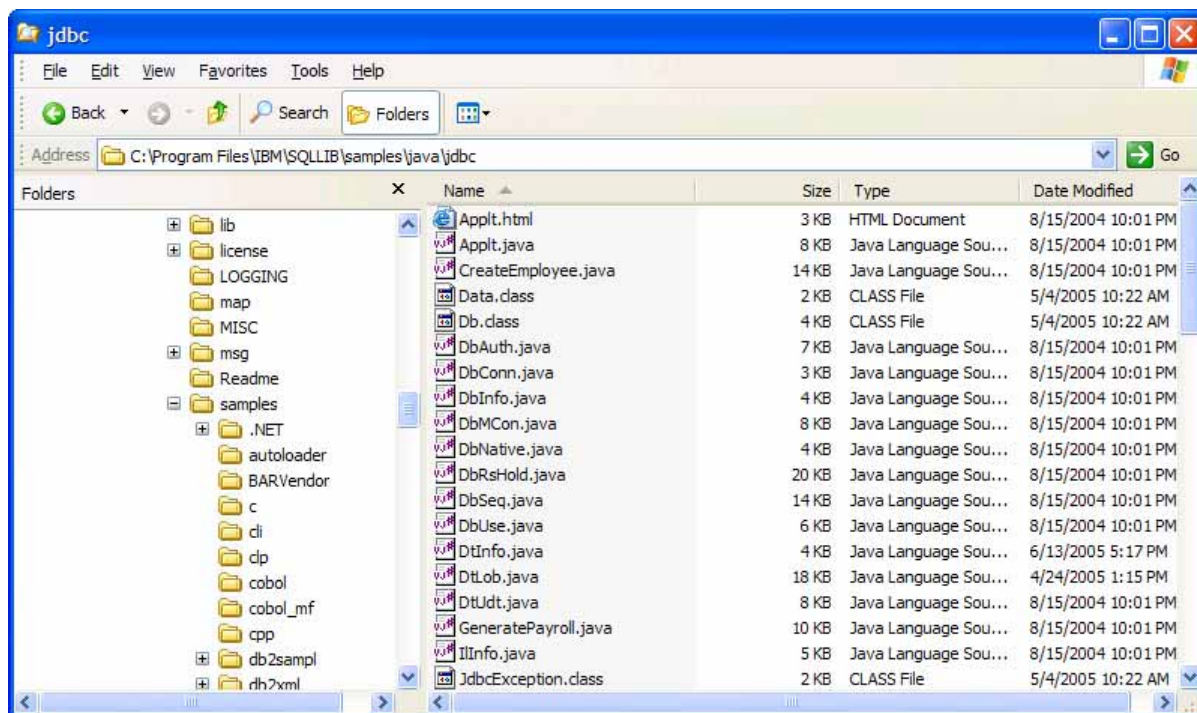 jdbc
File Edit View Favorites Tools Help
Back Search Folders
Address C:\Program Files\IBM\SQLLIB\samples\java\jdbc Go
Folders
lib
license
LOGGING
map
MISC
msg
Readme
samples
.NET
autoloader
BARVendor
c
cli
clp
cobol
cobol_mf
cpp
db2sampl
db2xml
Name Size Type Date Modified
Applt.html 3 KB HTML Document 8/15/2004 10:01 PM
Applt.java 8 KB Java Language Sou... 8/15/2004 10:01 PM
CreateEmployee.java 14 KB Java Language Sou... 8/15/2004 10:01 PM
Data.class 2 KB CLASS File 5/4/2005 10:22 AM
Db.class 4 KB CLASS File 5/4/2005 10:22 AM
DbAuth.java 7 KB Java Language Sou... 8/15/2004 10:01 PM
DbConn.java 3 KB Java Language Sou... 8/15/2004 10:01 PM
DbInfo.java 4 KB Java Language Sou... 8/15/2004 10:01 PM
DbMCon.java 8 KB Java Language Sou... 8/15/2004 10:01 PM
DbNative.java 4 KB Java Language Sou... 8/15/2004 10:01 PM
DbRsHold.java 20 KB Java Language Sou... 8/15/2004 10:01 PM
DbSeq.java 14 KB Java Language Sou... 8/15/2004 10:01 PM
DbUse.java 6 KB Java Language Sou... 8/15/2004 10:01 PM
DtInfo.java 4 KB Java Language Sou... 6/13/2005 5:17 PM
DtLob.java 18 KB Java Language Sou... 4/24/2005 1:15 PM
DtUdt.java 8 KB Java Language Sou... 8/15/2004 10:01 PM
GeneratePayroll.java 10 KB Java Language Sou... 8/15/2004 10:01 PM
IlInfo.java 5 KB Java Language Sou... 8/15/2004 10:01 PM
JdbcException.class 2 KB CLASS File 5/4/2005 10:22 AM